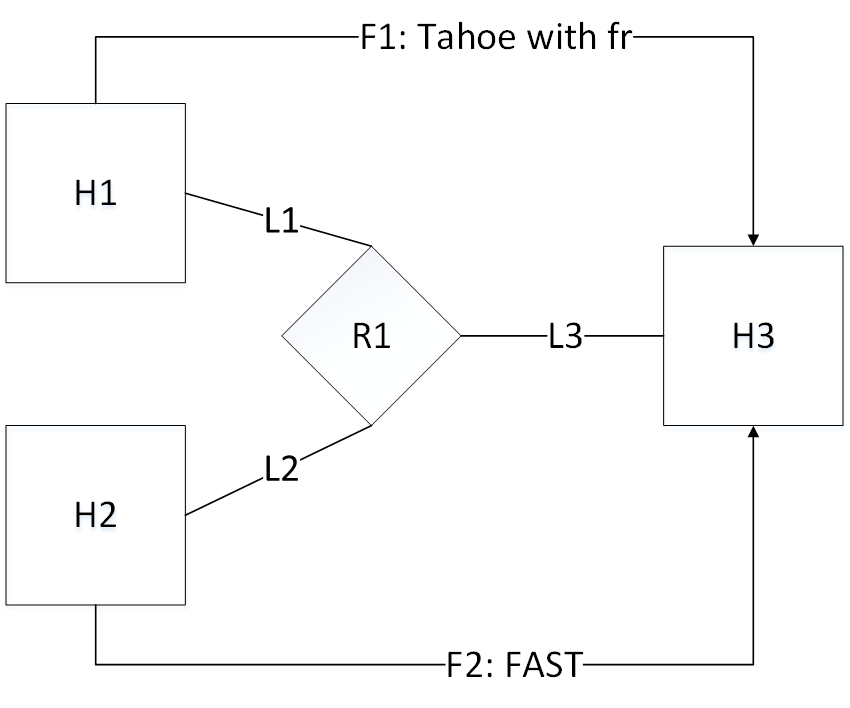 F1: Tahoe with fr
H1
L1
R1
L3
H3
L2
H2
F2: FAST